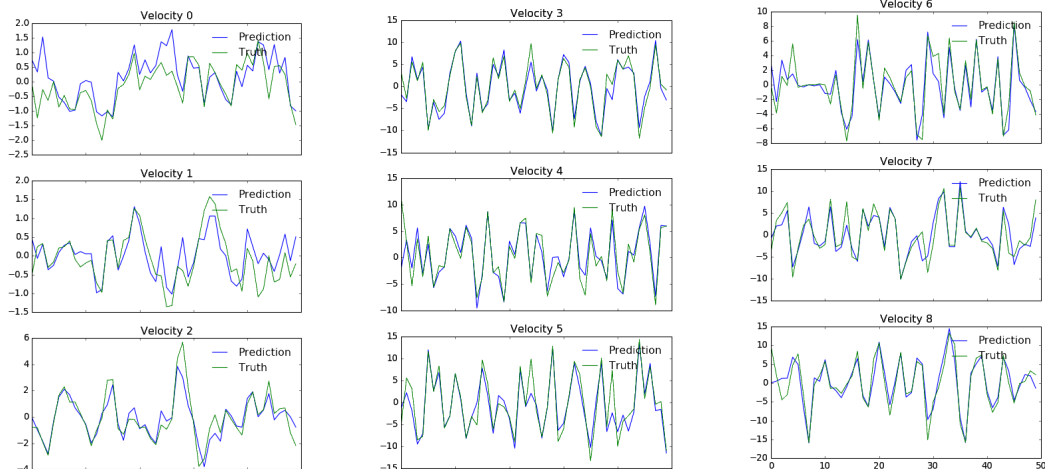 Velocity 0
2.0
1.5
1.0
0.5
0.0
−0.5
−1.0
−1.5
−2.0
−2.5
Prediction
Truth
Velocity 1
2.0
1.5
1.0
0.5
0.0
−0.5
−1.0
−1.5
Prediction
Truth
Velocity 2
6
4
2
0
−2
−4
Prediction
Truth
Velocity 3
15
10
5
0
−5
−10
−15
Prediction
Truth
Velocity 4
15
10
5
0
−5
−10
Prediction
Truth
Velocity 5
15
10
5
0
−5
−10
−15
Prediction
Truth
Velocity 6
10
8
6
4
2
0
−2
−4
−6
−8
Prediction
Truth
Velocity 7
15
10
5
0
−5
−10
−15
Prediction
Truth
Velocity 8
15
10
5
0
−5
−10
−15
−20
Prediction
Truth
0 10 20 30 40 50